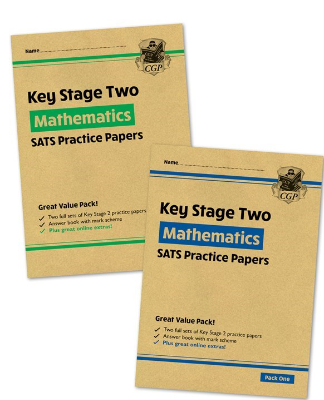 Name
CGP
Key Stage Two
Mathematics
SATS Practice Papers
Great Value Pack!
Two full sets of Key Stage 2 practice papers
Answer book with mark scheme
Plus great online extras!
Name
CGP
Key Stage Two
Mathematics
SATS Practice Papers
Great Value Pack!
Two full sets of Key Stage 2 practice papers
Answer book with mark scheme
Plus great online extras!
Pack One